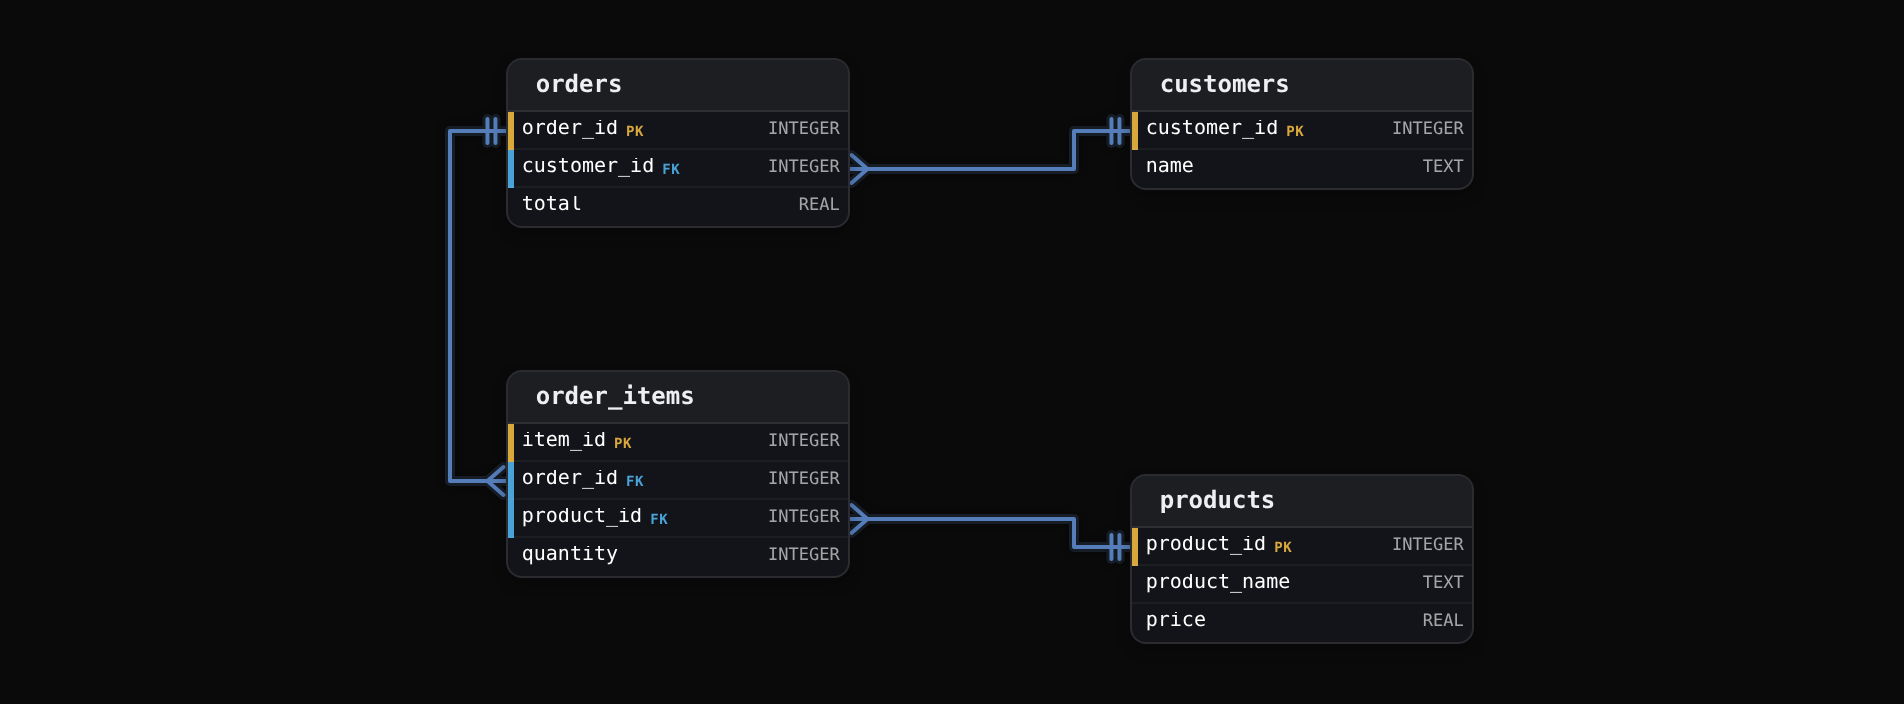 orders
order_id PK INTEGER
customer_id FK INTEGER
total REAL
customers
customer_id PK INTEGER
name TEXT
order_items
item_id PK INTEGER
order_id FK INTEGER
product_id FK INTEGER
quantity INTEGER
products
product_id PK INTEGER
product_name TEXT
price REAL